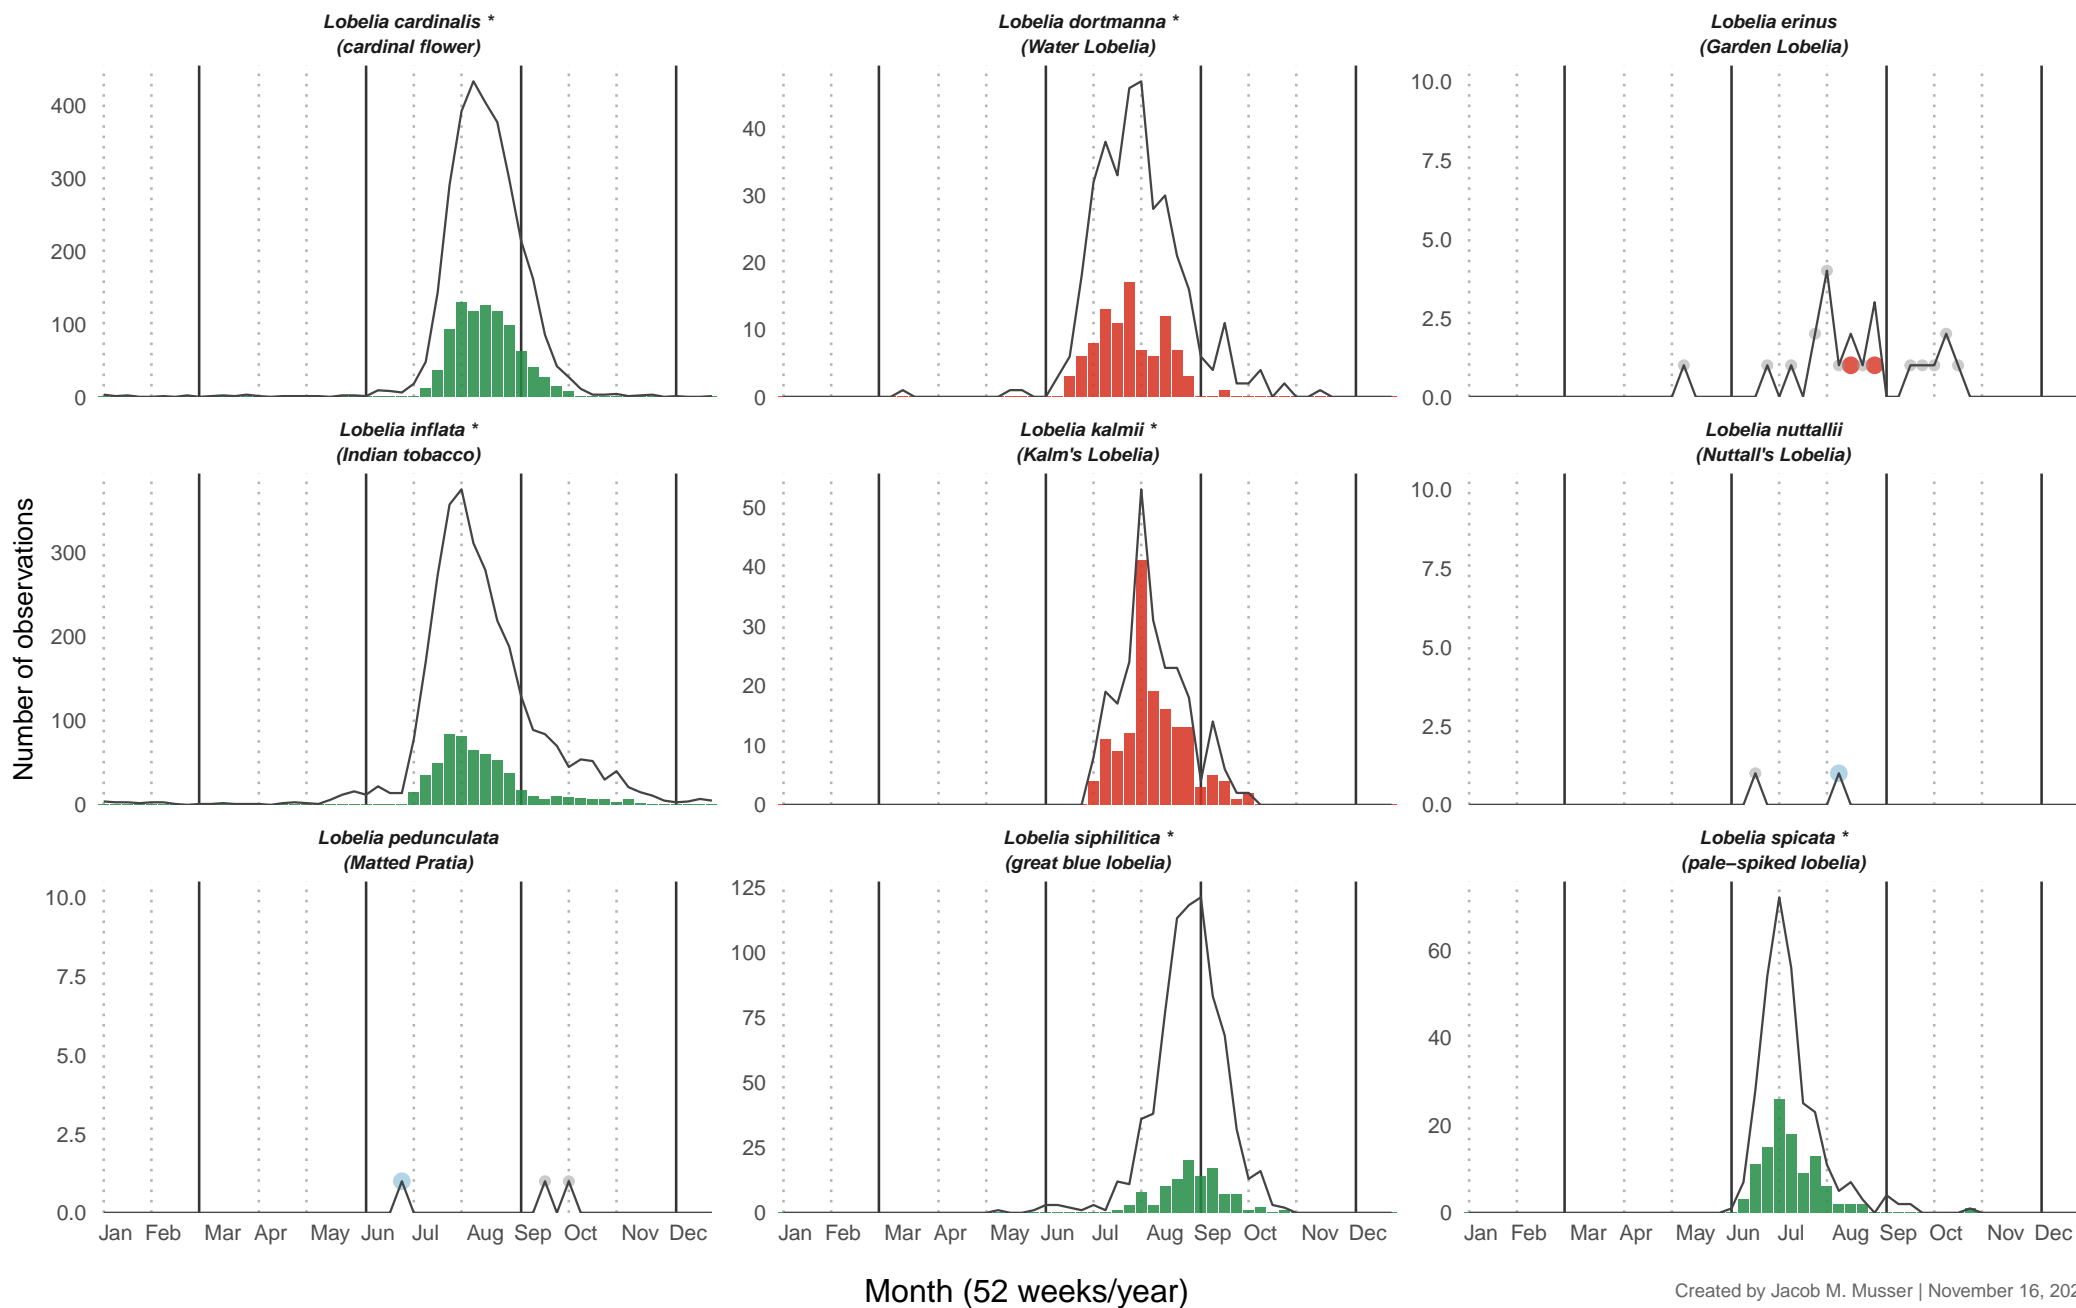 Lobelia cardinalis *
(cardinal flower)
Lobelia dortmanna *
(Water Lobelia)
Lobelia erinus
(Garden Lobelia)
400
300
200
100
0
40
30
20
10
0
10.0
7.5
5.0
2.5
0.0
Lobelia inflata *
(Indian tobacco)
Lobelia kalmii *
(Kalm's Lobelia)
Lobelia nuttallii
(Nuttall's Lobelia)
Number of observations
300
200
100
0
50
40
30
20
10
0
10.0
7.5
5.0
2.5
0.0
Lobelia pedunculata
(Matted Pratia)
Lobelia siphilitica *
(great blue lobelia)
Lobelia spicata *
(pale–spiked lobelia)
10.0
7.5
5.0
2.5
0.0
125
100
75
50
25
0
60
40
20
0
Jan Feb Mar Apr May Jun Jul Aug Sep Oct Nov Dec
Jan Feb Mar Apr May Jun Jul Aug Sep Oct Nov Dec
Jan Feb Mar Apr May Jun Jul Aug Sep Oct Nov Dec
Month (52 weeks/year)
Created by Jacob M. Musser | November 16, 202